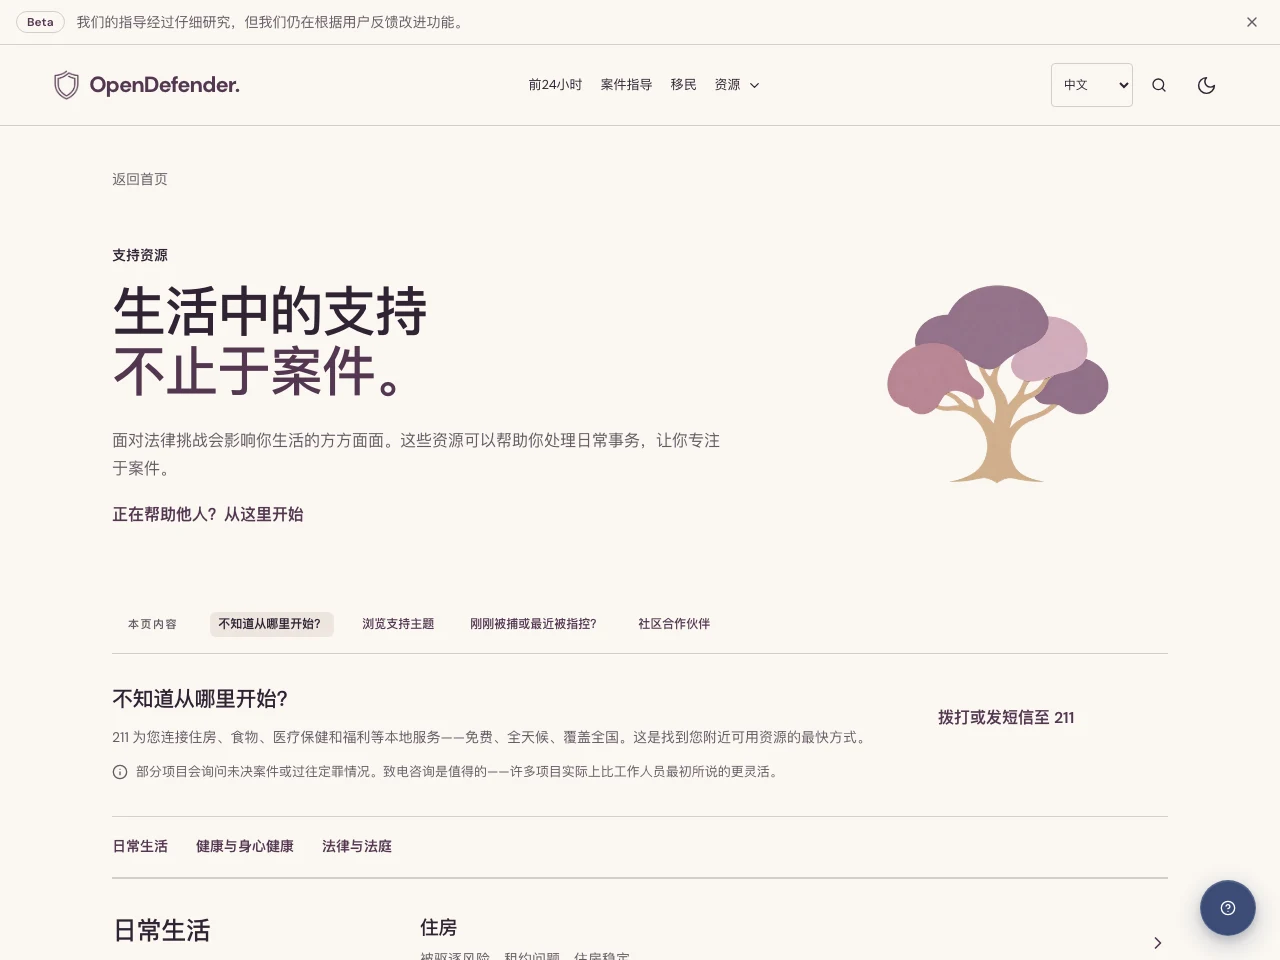 Beta 我们的指导经过仔细研究，但我们仍在根据用户反馈改进功能。
OpenDefender.
前24小时 案件指导 移民 资源
中文
返回首页
支持资源
生活中的支持
不止于案件。
面对法律挑战会影响你生活的方方面面。这些资源可以帮助你处理日常事务，让你专注
于案件。
正在帮助他人？从这里开始
本页内容 不知道从哪里开始？ 浏览支持主题 刚刚被捕或最近被指控？ 社区合作伙伴
不知道从哪里开始？
拨打或发短信至 211
211 为您连接住房、食物、医疗保健和福利等本地服务——免费、全天候、覆盖全国。这是找到您附近可用资源的最快方式。
部分项目会询问未决案件或过往定罪情况。致电咨询是值得的——许多项目实际上比工作人员最初所说的更灵活。
日常生活 健康与身心健康 法律与法庭
日常生活
住房
被驱逐风险、租约问题、住房稳定